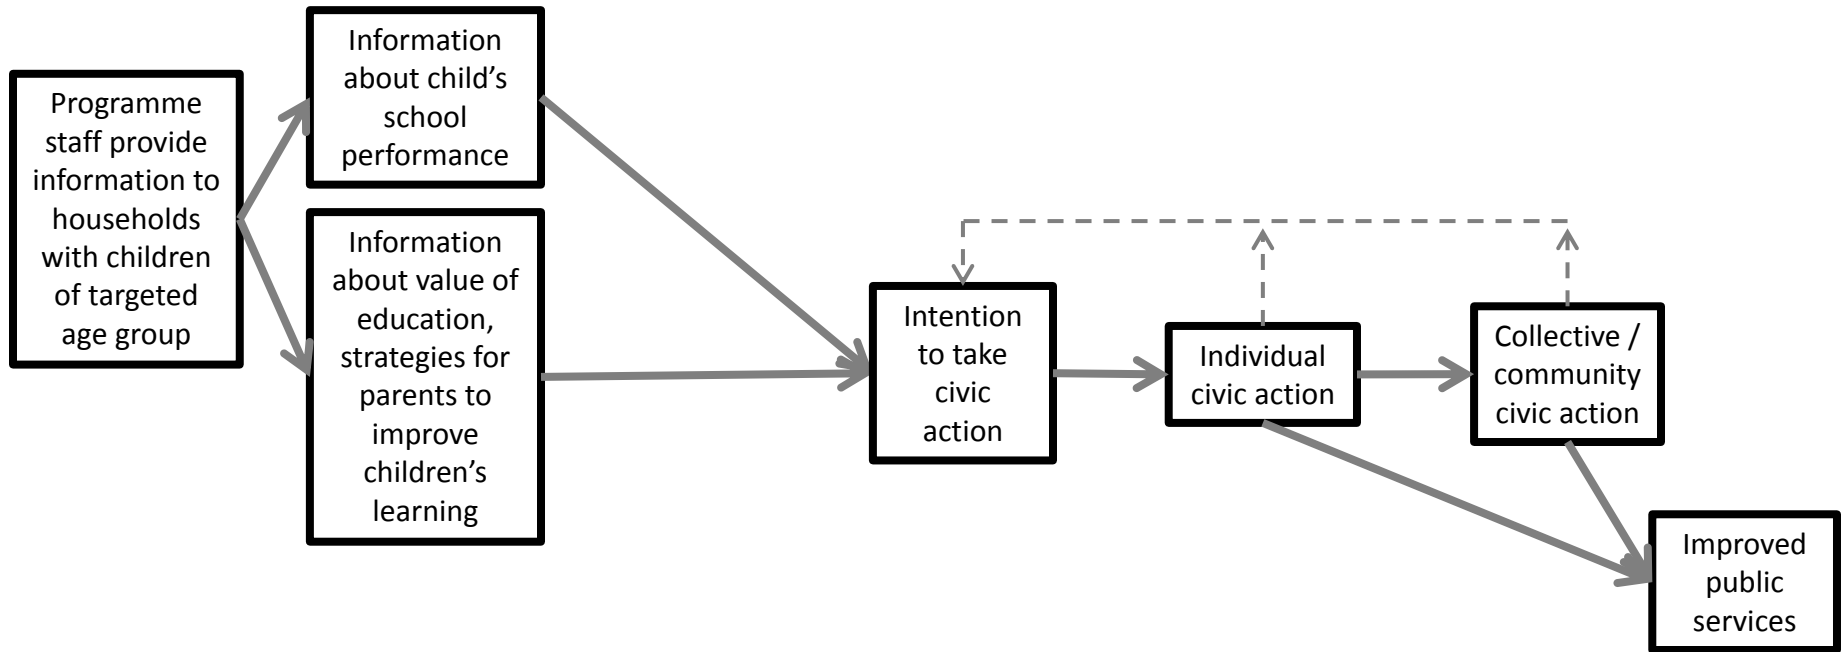 Programme
staff provide
information to
households
with children
of targeted
age group
Information
about child’s
school
performance
Information
about value of
education,
strategies for
parents to
improve
children’s
learning
Intention
to take
civic
action
Individual
civic action
Collective /
community
civic action
Improved
public
services